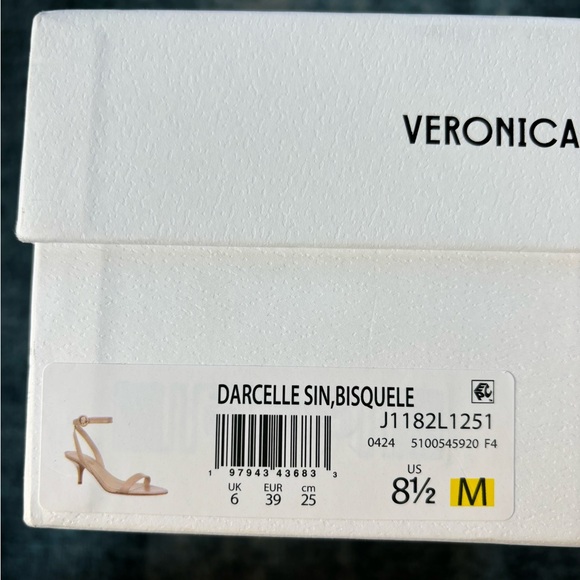 VERONICA
DARCELLE SIN,BISQUELE
J1182L1251
0424 5100545920 F4
1 97943 43683 3
UK EUR cm US
6 39 25 8½ M